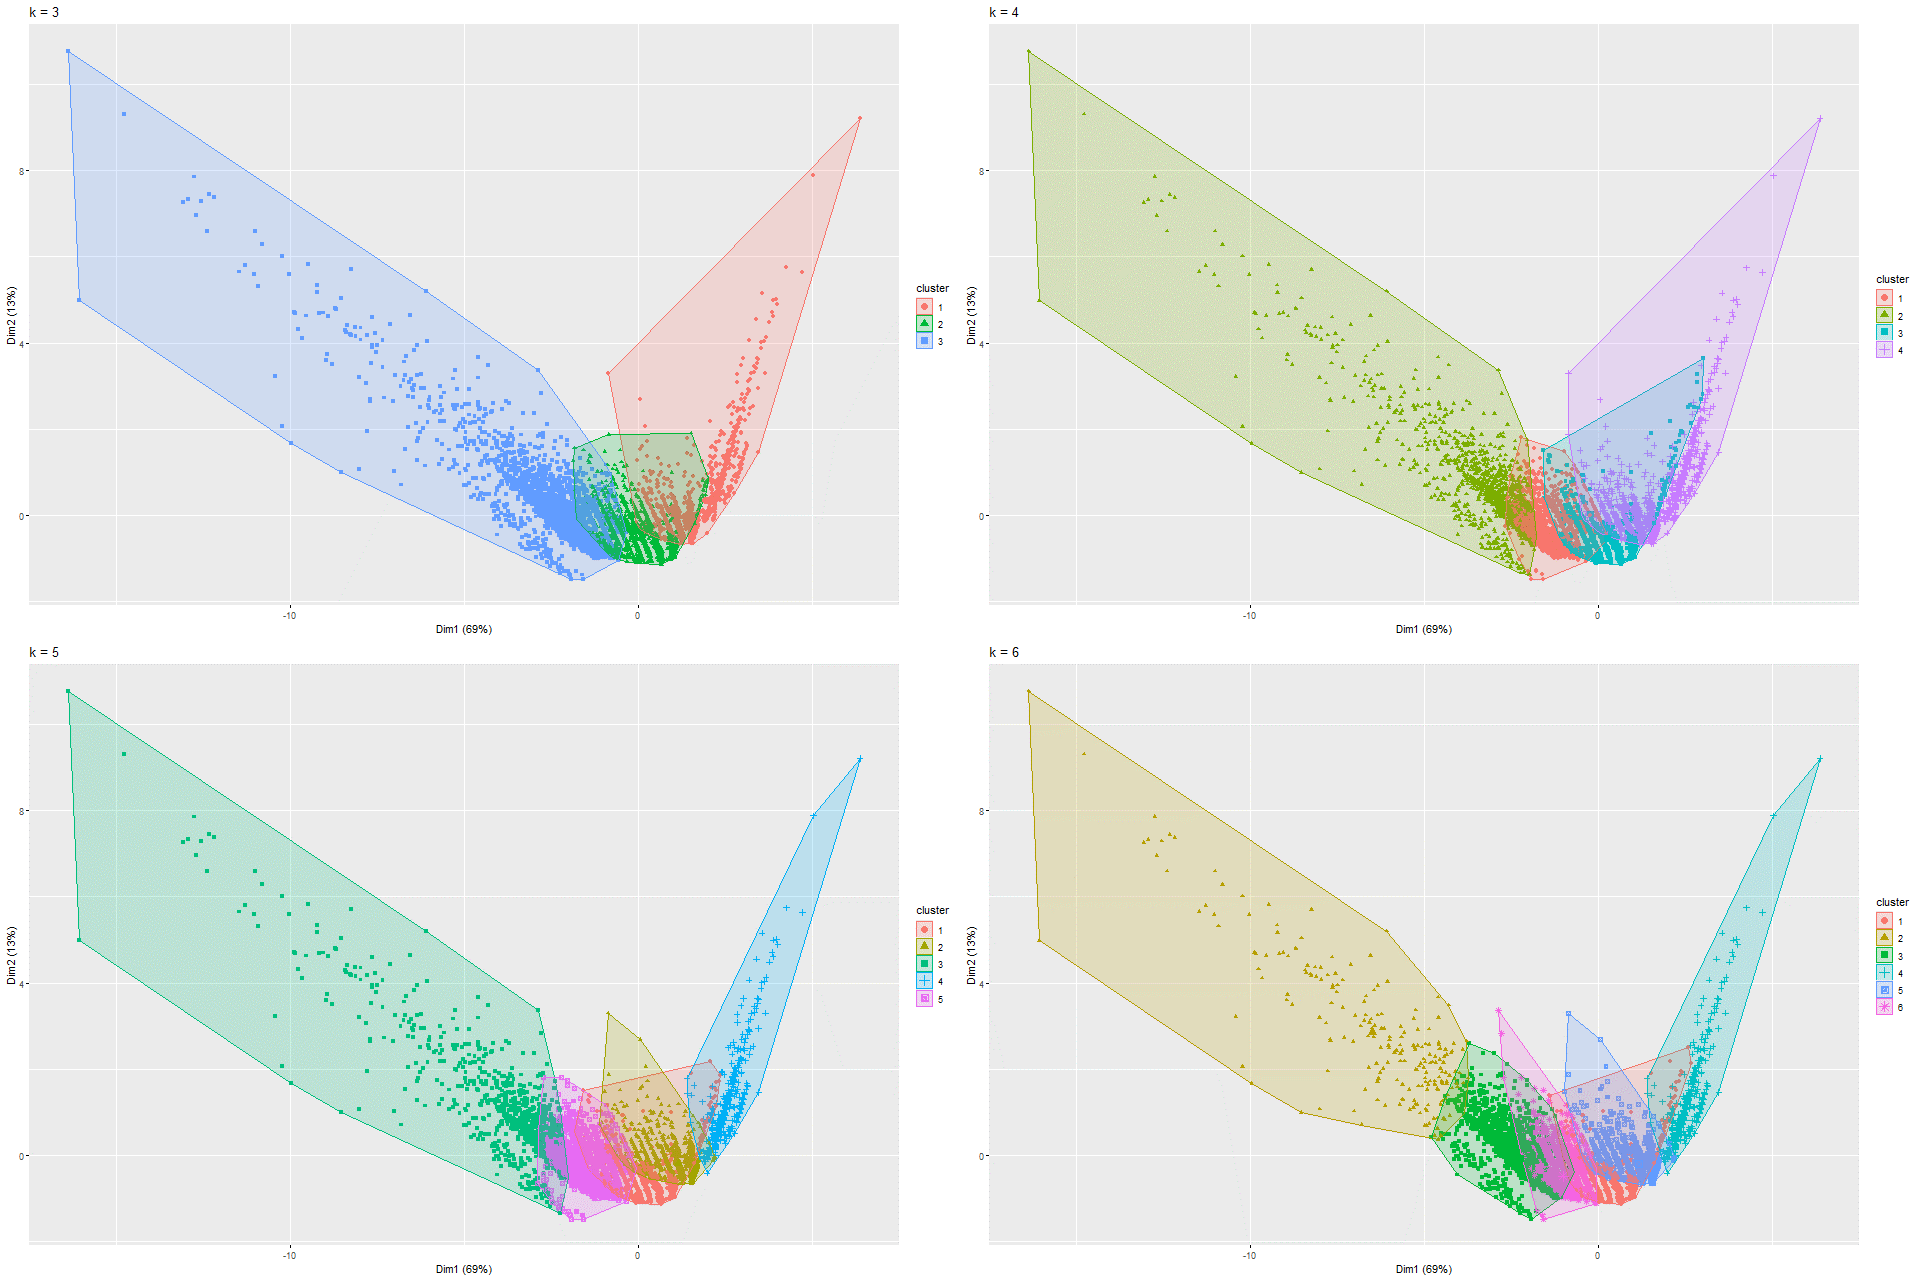 k = 3
8
4
0
-10
0
Dim1 (69%)
Dim2 (13%)
cluster
1
2
3
k = 4
8
4
0
-10
0
Dim1 (69%)
Dim2 (13%)
cluster
1
2
3
4
k = 5
8
4
0
-10
0
Dim1 (69%)
Dim2 (13%)
cluster
1
2
3
4
5
k = 6
8
4
0
-10
0
Dim1 (69%)
Dim2 (13%)
cluster
1
2
3
4
5
6